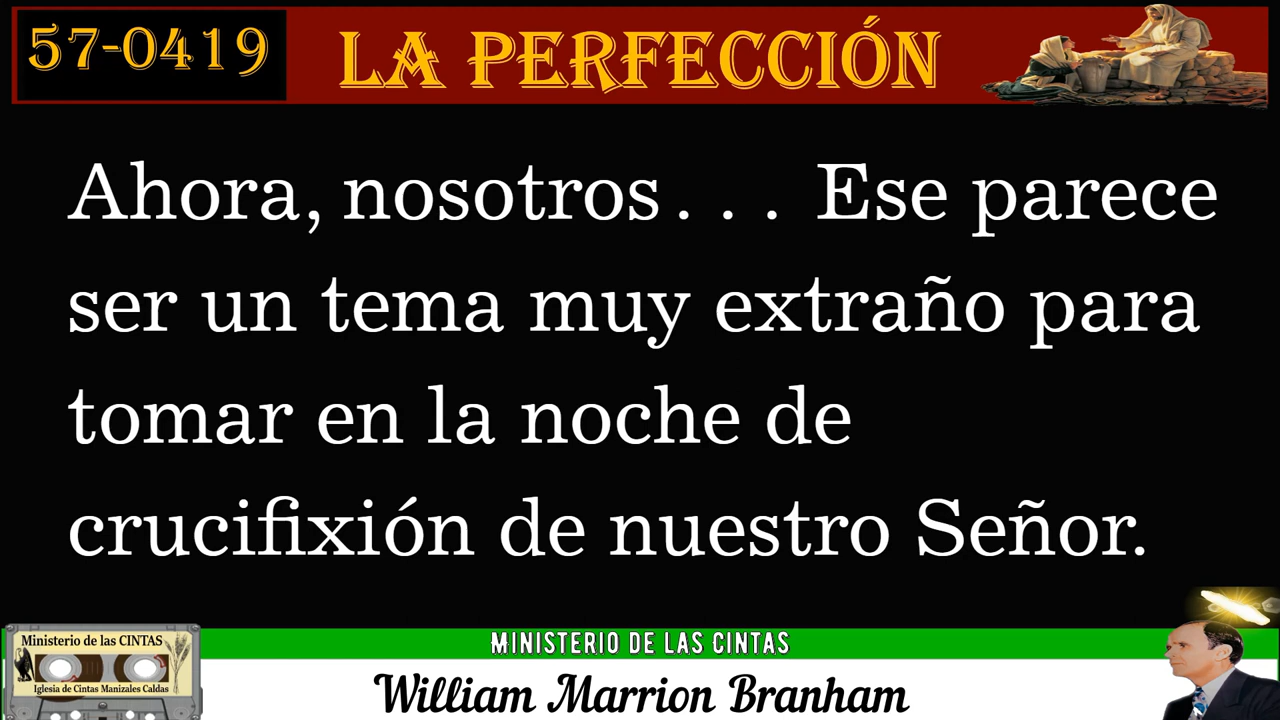 57-0419
LA PERFECCIÓN
Ahora, nosotros. . . Ese parece
ser un tema muy extraño para
tomar en la noche de
crucifixión de nuestro Señor.
Ministerio de las CINTAS
Iglesia de Cintas Manizales Caldas
MINISTERIO DE LAS CINTAS
William Marrion Branham